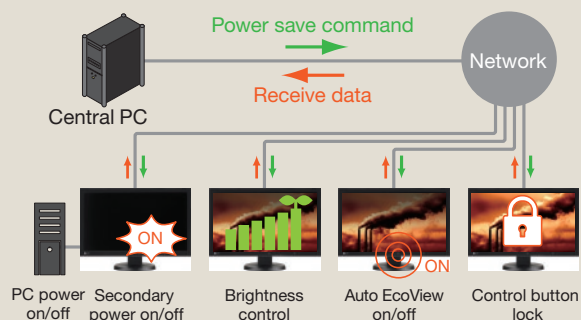 Power save command
Network
Receive data
Central PC
ON
ON
PC power
on/off
Secondary
power on/off
Brightness
control
Auto EcoView
on/off
Control button
lock